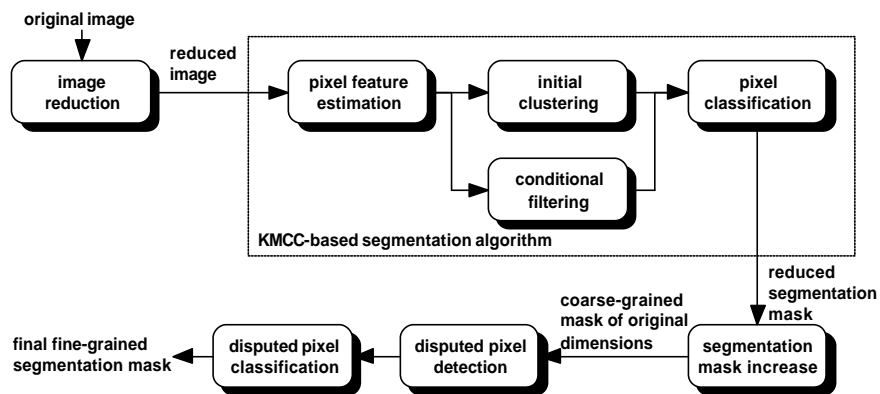 original image
image
reduction
reduced
image
pixel feature
estimation
initial
clustering
pixel
classification
conditional
filtering
KMCC-based segmentation algorithm
reduced
segmentation
mask
coarse-grained
mask of original
dimensions
segmentation
mask increase
disputed pixel
detection
disputed pixel
classification
final fine-grained
segmentation mask